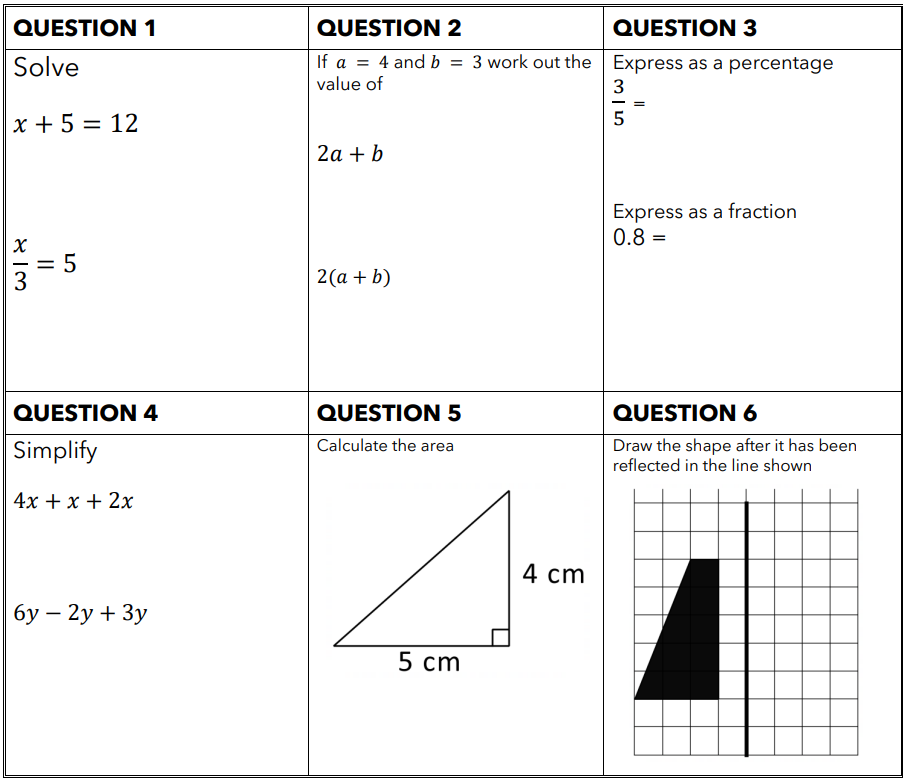 QUESTION 1
Solve
x + 5 = 12
x/3 = 5
QUESTION 2
If a = 4 and b = 3 work out the
value of
2a + b
2(a + b)
QUESTION 3
Express as a percentage
3/5 =
Express as a fraction
0.8 =
QUESTION 4
Simplify
4x + x + 2x
6y − 2y + 3y
QUESTION 5
Calculate the area
4 cm
5 cm
QUESTION 6
Draw the shape after it has been
reflected in the line shown